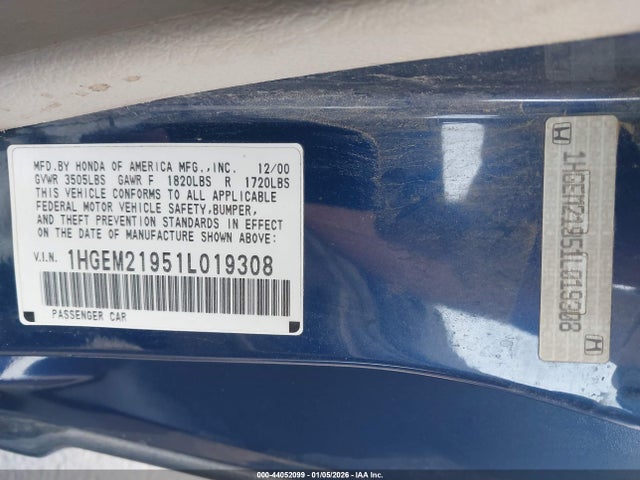 MFD.BY HONDA OF AMERICA MFG.,INC. 12/00
GVWR 3505LBS GAWR F 1820LBS R 1720LBS
THIS VEHICLE CONFORMS TO ALL APPLICABLE
FEDERAL MOTOR VEHICLE SAFETY,BUMPER,
AND THEFT PREVENTION STANDARDS IN EFFECT
ON THE DATE OF MANUFACTURE SHOWN ABOVE:
V.I.N. 1HGEM21951L019308
PASSENGER CAR
1HGEM21951L019308
000-44052099 - 01/05/2026 - IAA Inc.